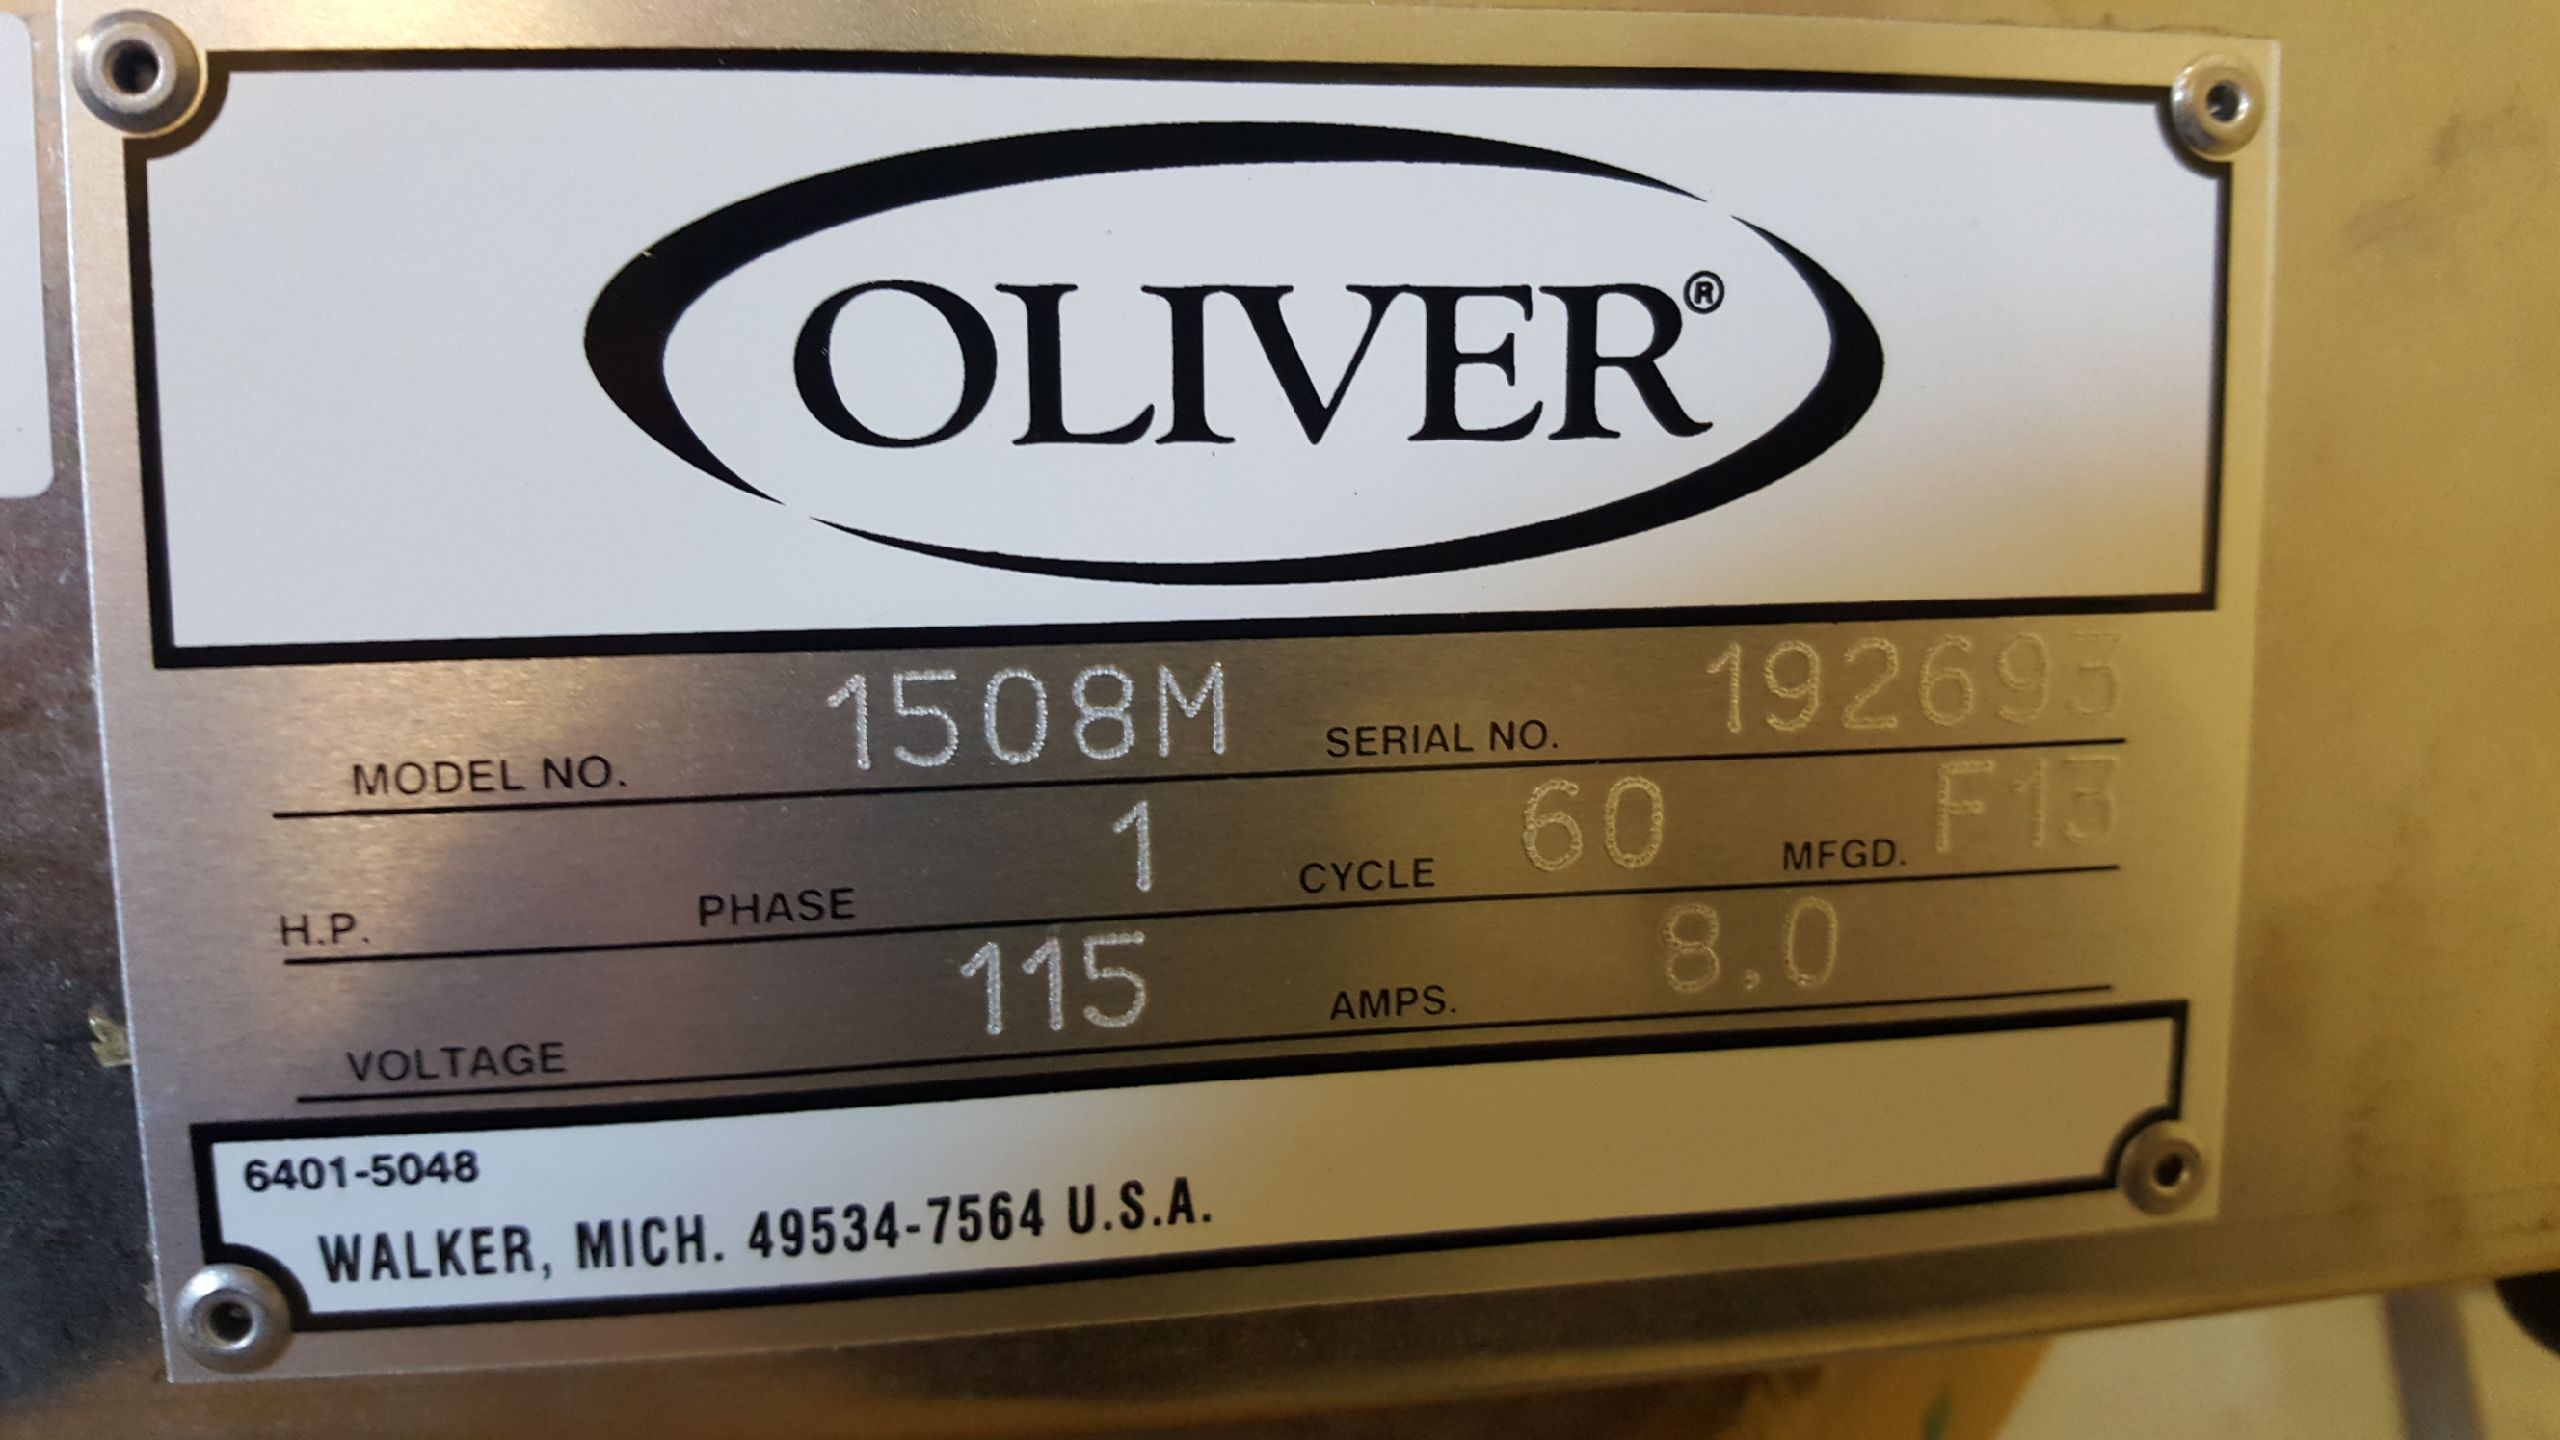 OLIVER®
MODEL NO. 1508M SERIAL NO. 192693
H.P. PHASE 1 CYCLE 60 MFGD. F13
VOLTAGE 115 AMPS. 8.0
6401-5048
WALKER, MICH. 49534-7564 U.S.A.